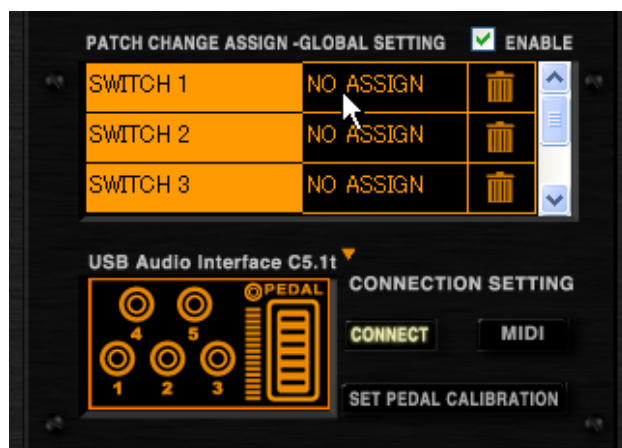 PATCH CHANGE ASSIGN -GLOBAL SETTING ENABLE
SWITCH 1 NO ASSIGN
SWITCH 2 NO ASSIGN
SWITCH 3 NO ASSIGN
USB Audio Interface C5.1t
CONNECTION SETTING
PEDAL
4 5
1 2 3
CONNECT MIDI
SET PEDAL CALIBRATION